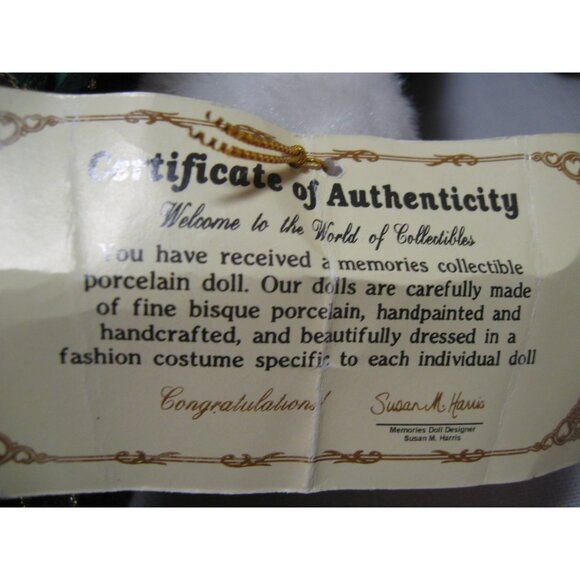 Certificate of Authenticity
Welcome to the World of Collectibles
You have received a memories collectible
porcelain doll. Our dolls are carefully made
of fine bisque porcelain, handpainted and
handcrafted, and beautifully dressed in a
fashion costume specific to each individual doll
Congratulations!
Susan M. Harris
Memories Doll Designer
Susan M. Harris